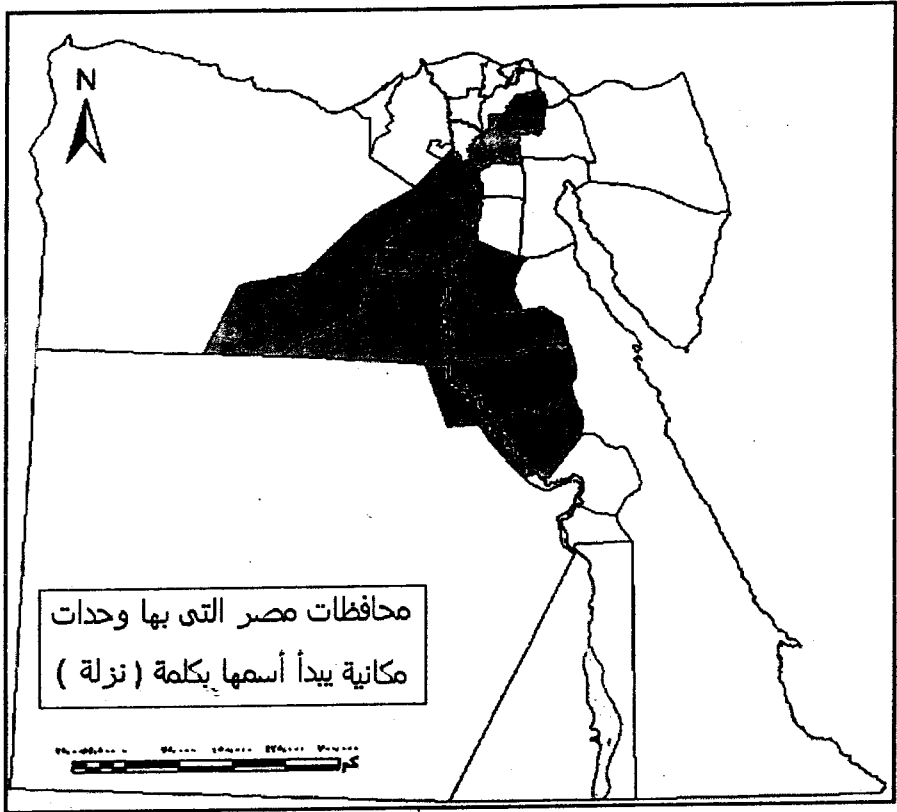 N
محافظات مصر التى بها وحدات
مكانية يبدأ أسمها بكلمة ( نزلة )
كم